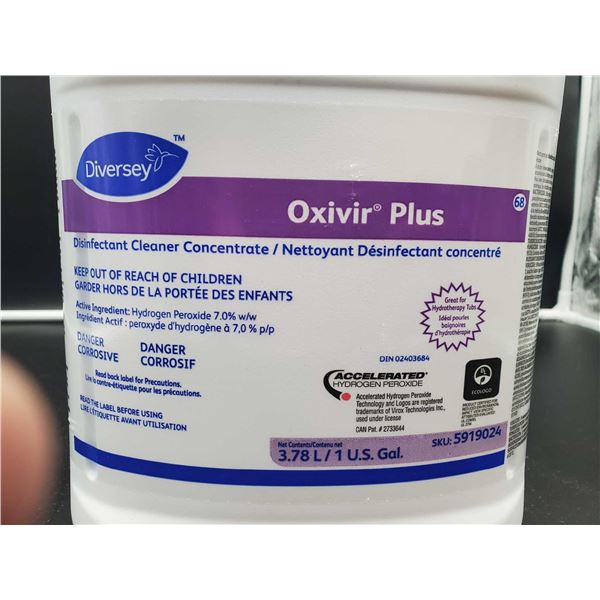 Diversey™
Oxivir® Plus
68
Disinfectant Cleaner Concentrate / Nettoyant Désinfectant concentré
KEEP OUT OF REACH OF CHILDREN
GARDER HORS DE LA PORTÉE DES ENFANTS
Active Ingredient: Hydrogen Peroxide 7.0% w/w
Ingrédient Actif : peroxyde d'hydrogène à 7,0 % p/p
DANGER
CORROSIVE
DANGER
CORROSIF
Read back label for Precautions.
Lire la contre-étiquette pour les précautions.
READ THE LABEL BEFORE USING
LIRE L'ÉTIQUETTE AVANT UTILISATION
Great for
Hydrotherapy Tubs
Idéal pour les
baignoires
d'hydrothérapie
DIN 02403684
ACCELERATED®
HYDROGEN PEROXIDE
Accelerated Hydrogen Peroxide
Technology and Logos are registered
trademarks of Virox Technologies Inc.,
used under license
CAN Pat. # 2733644
UL
ECOLOGO
Net Contents/Contenu net
3.78 L / 1 U.S. Gal.
SKU: 5919024